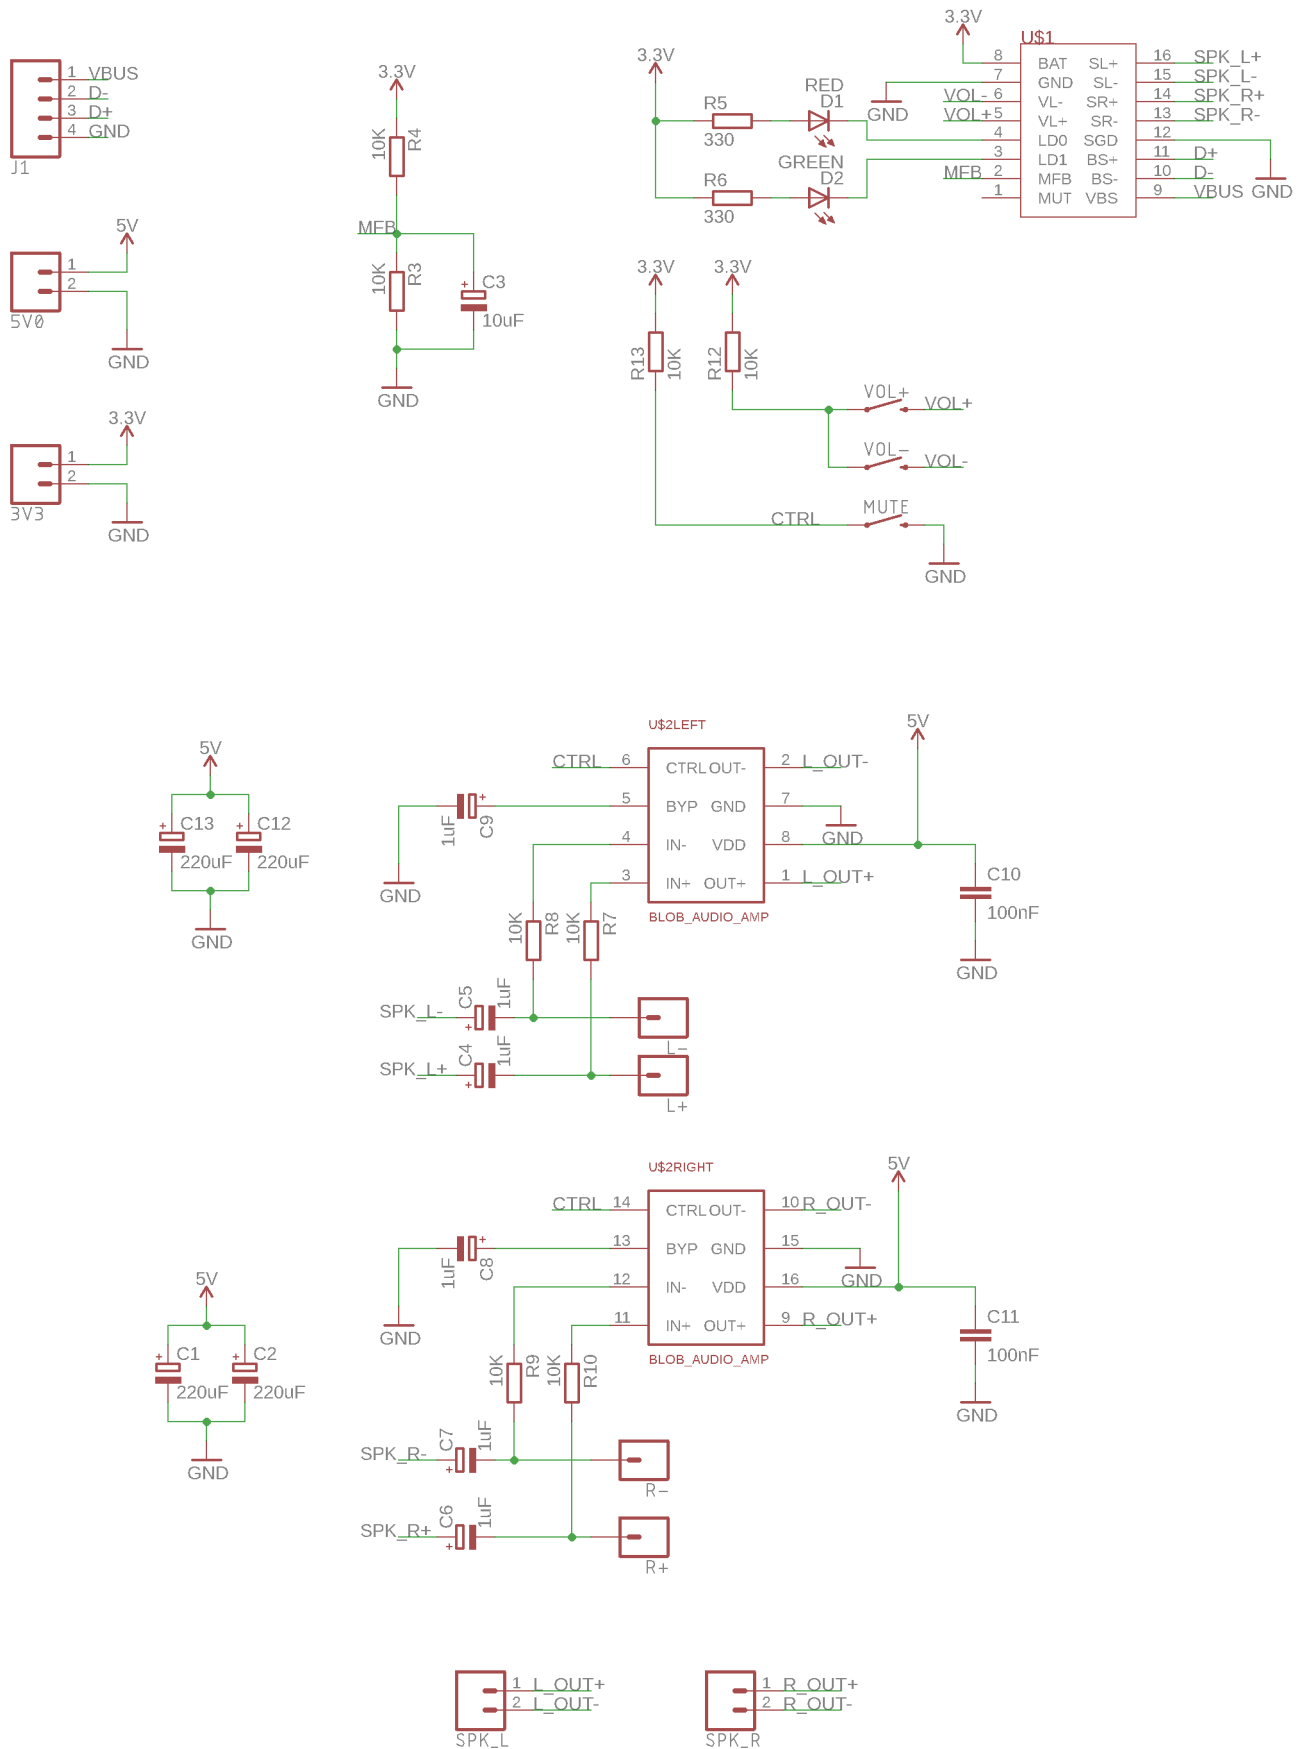 3.3V
U$1
8 BAT SL+ 16 SPK_L+
7 GND SL- 15 SPK_L-
VOL- 6 VL- SR+ 14 SPK_R+
VOL+ 5 VL+ SR- 13 SPK_R-
4 LD0 SGD 12
3 LD1 BS+ 11 D+
MFB 2 MFB BS- 10 D-
1 MUT VBS 9 VBUS
GND
GND
3.3V
R5
330
RED
D1
GREEN
D2
R6
330
1 VBUS
2 D-
3 D+
4 GND
J1
3.3V
10K
R4
MFB
10K
R3
C3
10uF
GND
5V
1
2
5V0
GND
3.3V
1
2
3V3
GND
3.3V
3.3V
R13
10K
R12
10K
VOL+
VOL+
VOL-
VOL-
MUTE
CTRL
GND
U$2LEFT
CTRL 6 CTRL OUT- 2 L_OUT-
5 BYP GND 7
4 IN- VDD 8
3 IN+ OUT+ 1 L_OUT+
BLOB_AUDIO_AMP
5V
GND
C10
100nF
GND
5V
C13
220uF
C12
220uF
GND
1uF
C9
GND
10K
R8
10K
R7
SPK_L-
C5
1uF
L-
SPK_L+
C4
1uF
L+
U$2RIGHT
CTRL 14 CTRL OUT- 10 R_OUT-
13 BYP GND 15
12 IN- VDD 16
11 IN+ OUT+ 9 R_OUT+
BLOB_AUDIO_AMP
5V
GND
C11
100nF
GND
5V
C1
220uF
C2
220uF
GND
1uF
C8
GND
10K
R9
10K
R10
SPK_R-
C7
1uF
R-
SPK_R+
C6
1uF
R+
1 L_OUT+
2 L_OUT-
SPK_L
1 R_OUT+
2 R_OUT-
SPK_R